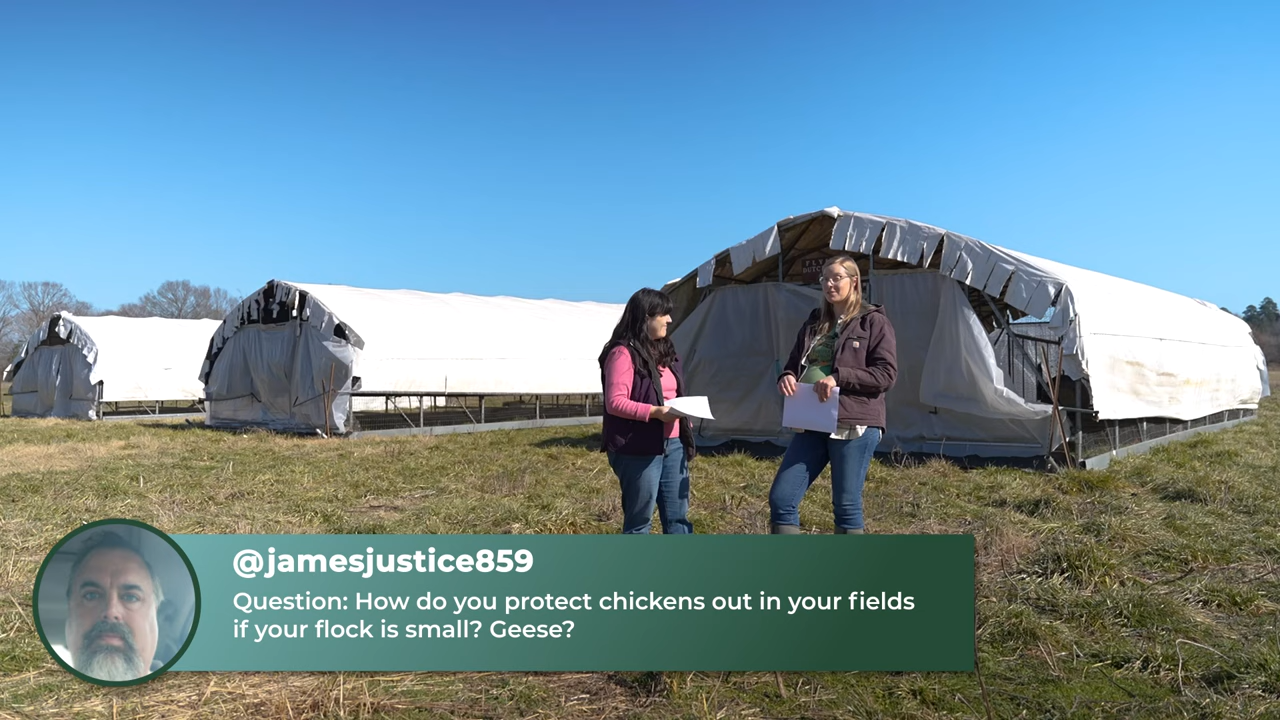 @jamesjustice859
Question: How do you protect chickens out in your fields
if your flock is small? Geese?